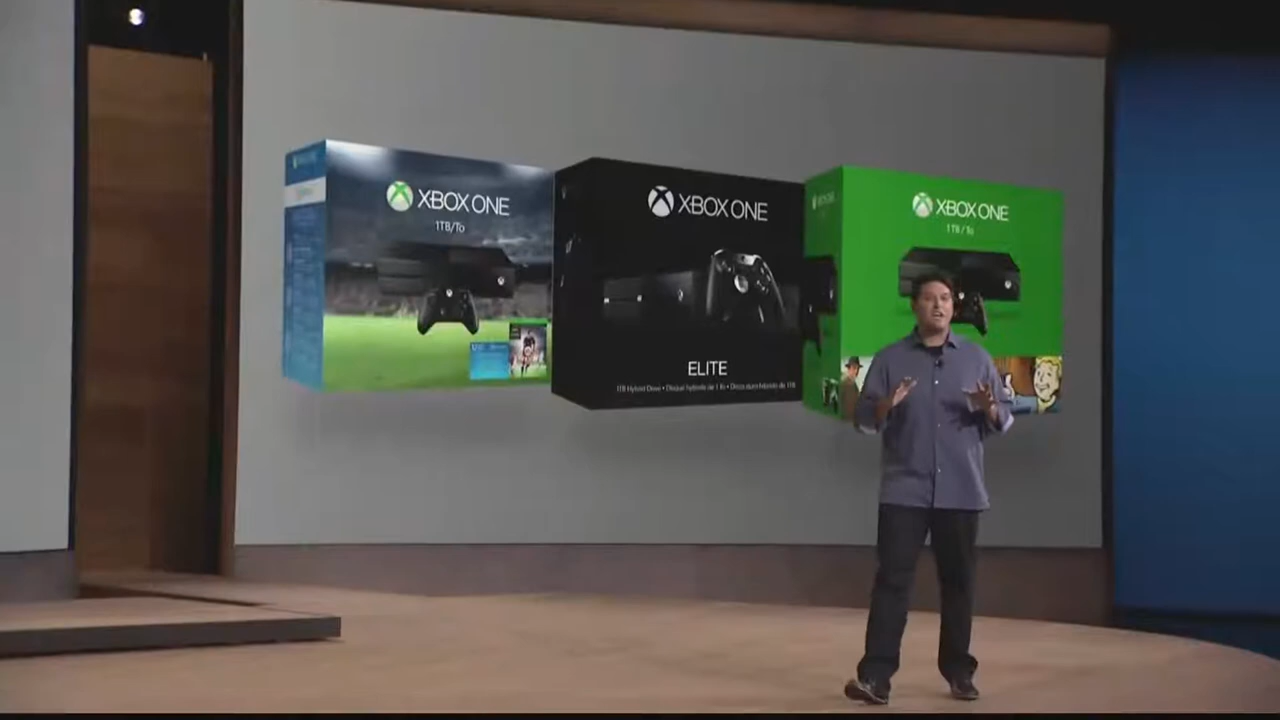 XBOX ONE
1TB/To
XBOX ONE
ELITE
1TB Hybrid Drive • Disque hybride de 1 To • Disco duro híbrido de 1TB
XBOX ONE
1TB/To